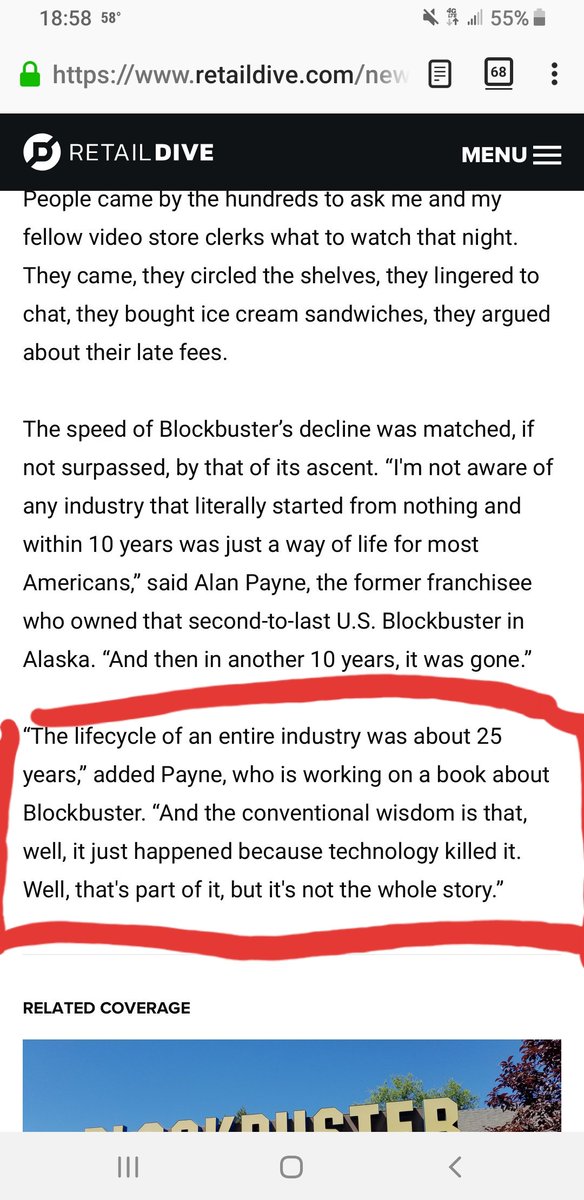 18:58 58° 4G 55%
https://www.retaildive.com/new 68
RETAILDIVE MENU
People came by the hundreds to ask me and my
fellow video store clerks what to watch that night.
They came, they circled the shelves, they lingered to
chat, they bought ice cream sandwiches, they argued
about their late fees.
The speed of Blockbuster’s decline was matched, if
not surpassed, by that of its ascent. “I'm not aware of
any industry that literally started from nothing and
within 10 years was just a way of life for most
Americans,” said Alan Payne, the former franchisee
who owned that second-to-last U.S. Blockbuster in
Alaska. “And then in another 10 years, it was gone.”
“The lifecycle of an entire industry was about 25
years,” added Payne, who is working on a book about
Blockbuster. “And the conventional wisdom is that,
well, it just happened because technology killed it.
Well, that's part of it, but it's not the whole story.”
RELATED COVERAGE
BLOCKBUSTER